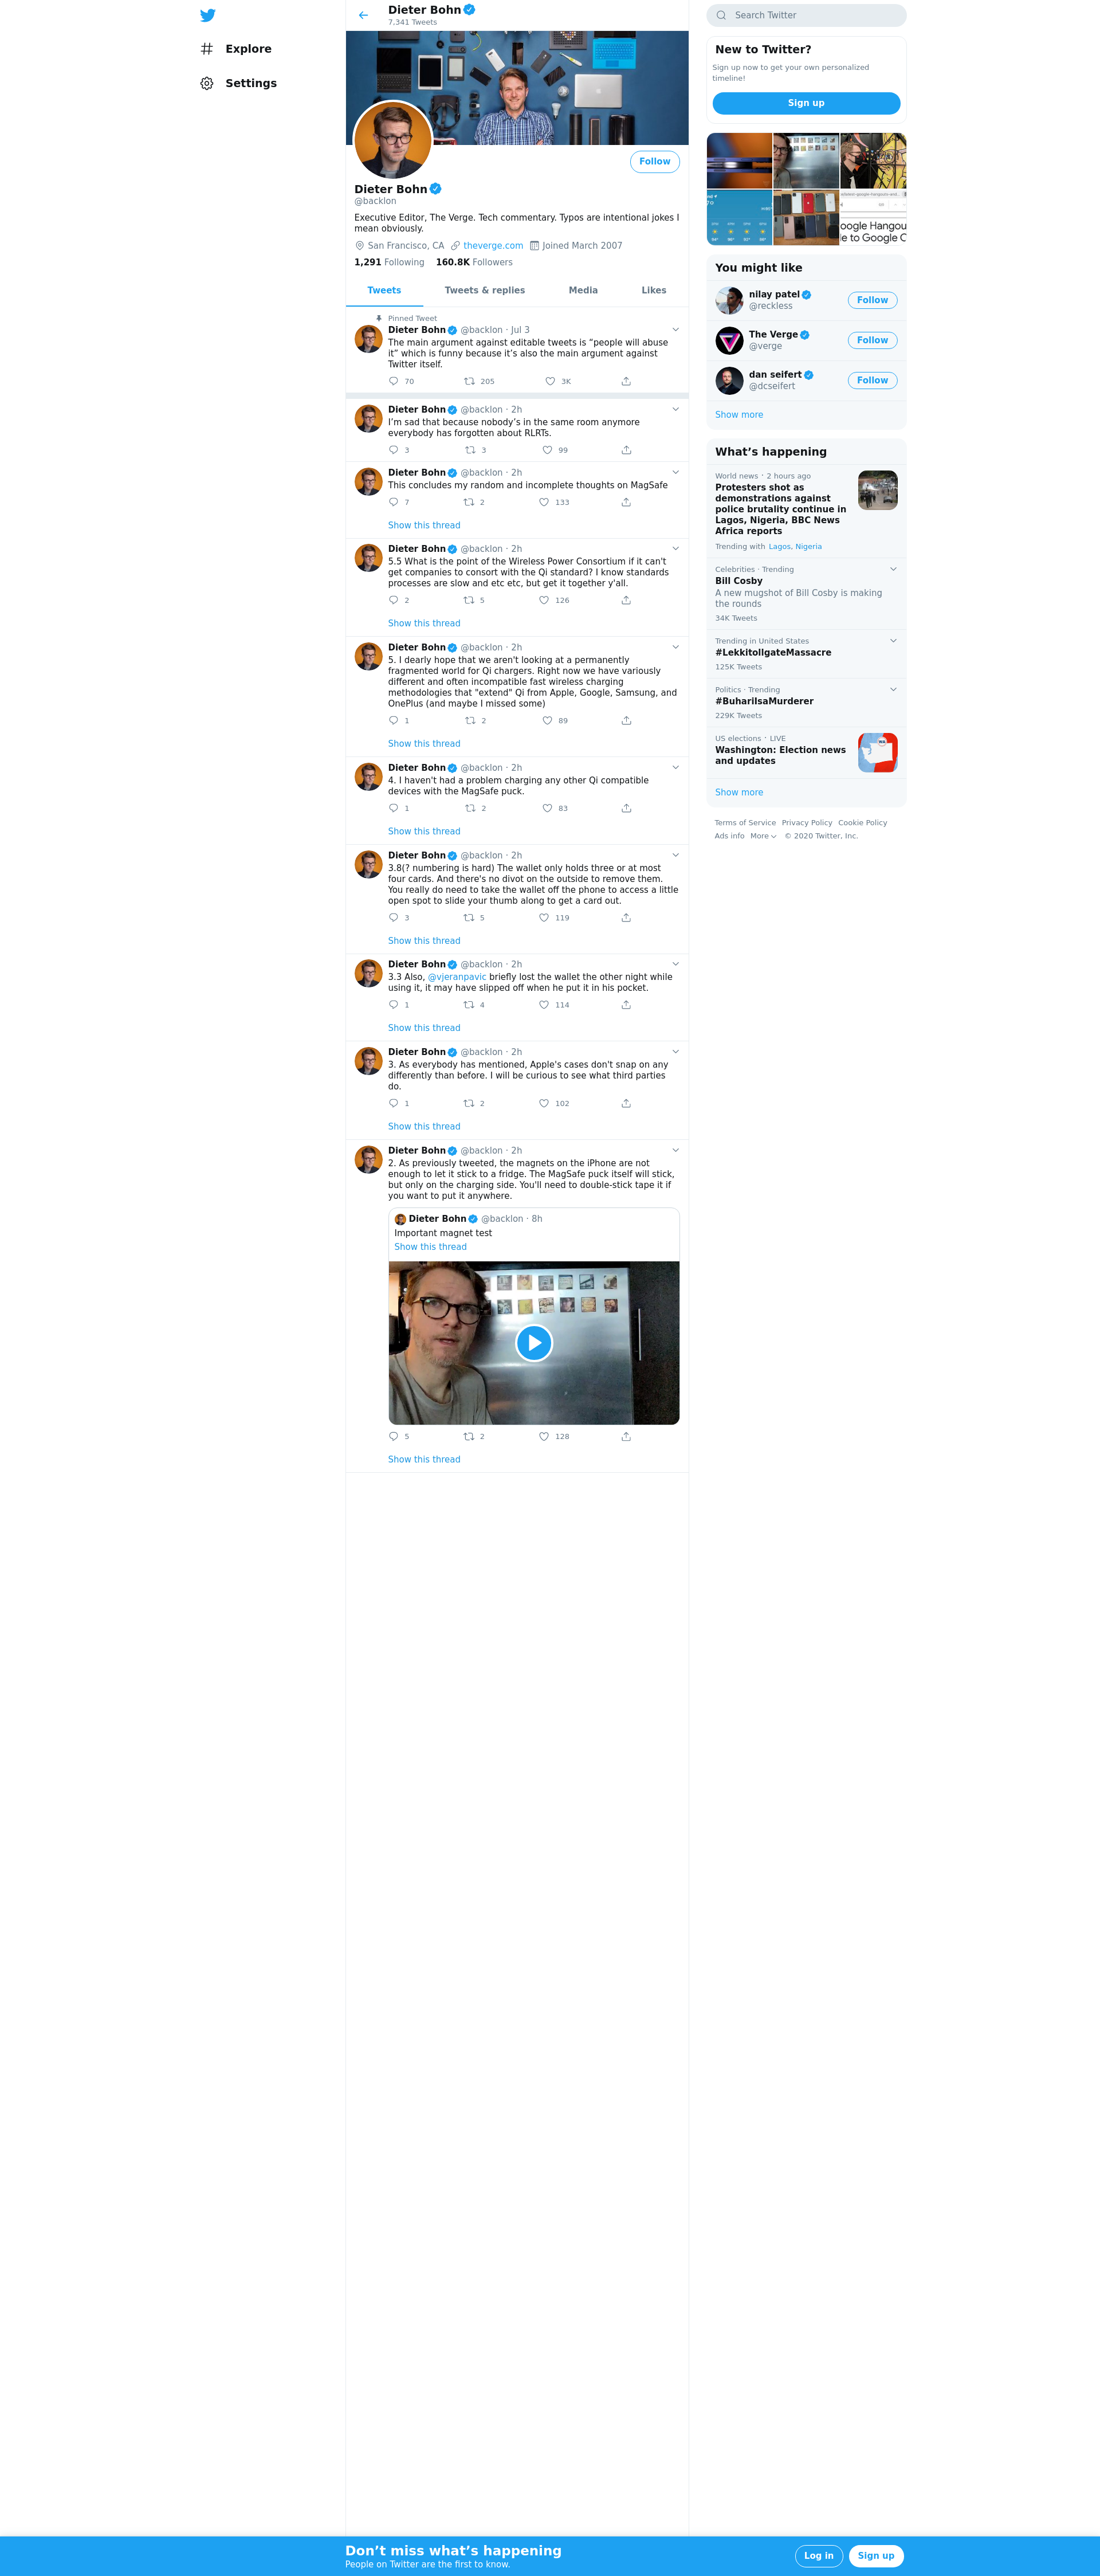 Explore
Settings
Dieter Bohn
7,341 Tweets
Follow
Dieter Bohn
@backlon
Executive Editor, The Verge. Tech commentary. Typos are intentional jokes I
mean obviously.
San Francisco, CA theverge.com Joined March 2007
1,291 Following 160.8K Followers
Tweets Tweets & replies Media Likes
Pinned Tweet
Dieter Bohn @backlon · Jul 3
The main argument against editable tweets is “people will abuse
it” which is funny because it’s also the main argument against
Twitter itself.
70 205 3K
Dieter Bohn @backlon · 2h
I’m sad that because nobody’s in the same room anymore
everybody has forgotten about RLRTs.
3 3 99
Dieter Bohn @backlon · 2h
This concludes my random and incomplete thoughts on MagSafe
7 2 133
Show this thread
Dieter Bohn @backlon · 2h
5.5 What is the point of the Wireless Power Consortium if it can't
get companies to consort with the Qi standard? I know standards
processes are slow and etc etc, but get it together y'all.
2 5 126
Show this thread
Dieter Bohn @backlon · 2h
5. I dearly hope that we aren't looking at a permanently
fragmented world for Qi chargers. Right now we have various
different and often incompatible fast wireless charging
methodologies that "extend" Qi from Apple, Google, Samsung, and
OnePlus (and maybe I missed some)
1 2 89
Show this thread
Dieter Bohn @backlon · 2h
4. I haven't had a problem charging any other Qi compatible
devices with the MagSafe puck.
1 2 83
Show this thread
Dieter Bohn @backlon · 2h
3.8(? numbering is hard) The wallet only holds three or at most
four cards. And there's no divot on the outside to remove them.
You really do need to take the wallet off the phone to access a little
open spot to slide your thumb along to get a card out.
3 5 119
Show this thread
Dieter Bohn @backlon · 2h
3.3 Also, @vjeranpavic briefly lost the wallet the other night while
using it, it may have slipped off when he put it in his pocket.
1 4 114
Show this thread
Dieter Bohn @backlon · 2h
3. As everybody has mentioned, Apple's cases don't snap on any
differently than before. I will be curious to see what third parties
do.
1 2 102
Show this thread
Dieter Bohn @backlon · 2h
2. As previously tweeted, the magnets on the iPhone are not
enough to let it stick to a fridge. The MagSafe puck itself will stick,
but only on the charging side. You'll need to double-stick tape it if
you want to put it anywhere.
Dieter Bohn @backlon · 8h
Important magnet test
Show this thread
5 2 128
Show this thread
Search Twitter
New to Twitter?
Sign up now to get your own personalized
timeline!
Sign up
oogle Hangou
le to Google C
You might like
nilay patel
@reckless
Follow
The Verge
@verge
Follow
dan seifert
@dcseifert
Follow
Show more
What’s happening
World news · 2 hours ago
Protesters shot as
demonstrations against
police brutality continue in
Lagos, Nigeria, BBC News
Africa reports
Trending with Lagos, Nigeria
Celebrities · Trending
Bill Cosby
A new mugshot of Bill Cosby is making
the rounds
34K Tweets
Trending in United States
#LekkitollgateMassacre
125K Tweets
Politics · Trending
#BuhariIsaMurderer
229K Tweets
US elections · LIVE
Washington: Election news
and updates
Show more
Terms of Service Privacy Policy Cookie Policy
Ads info More © 2020 Twitter, Inc.
Don’t miss what’s happening
People on Twitter are the first to know.
Log in Sign up